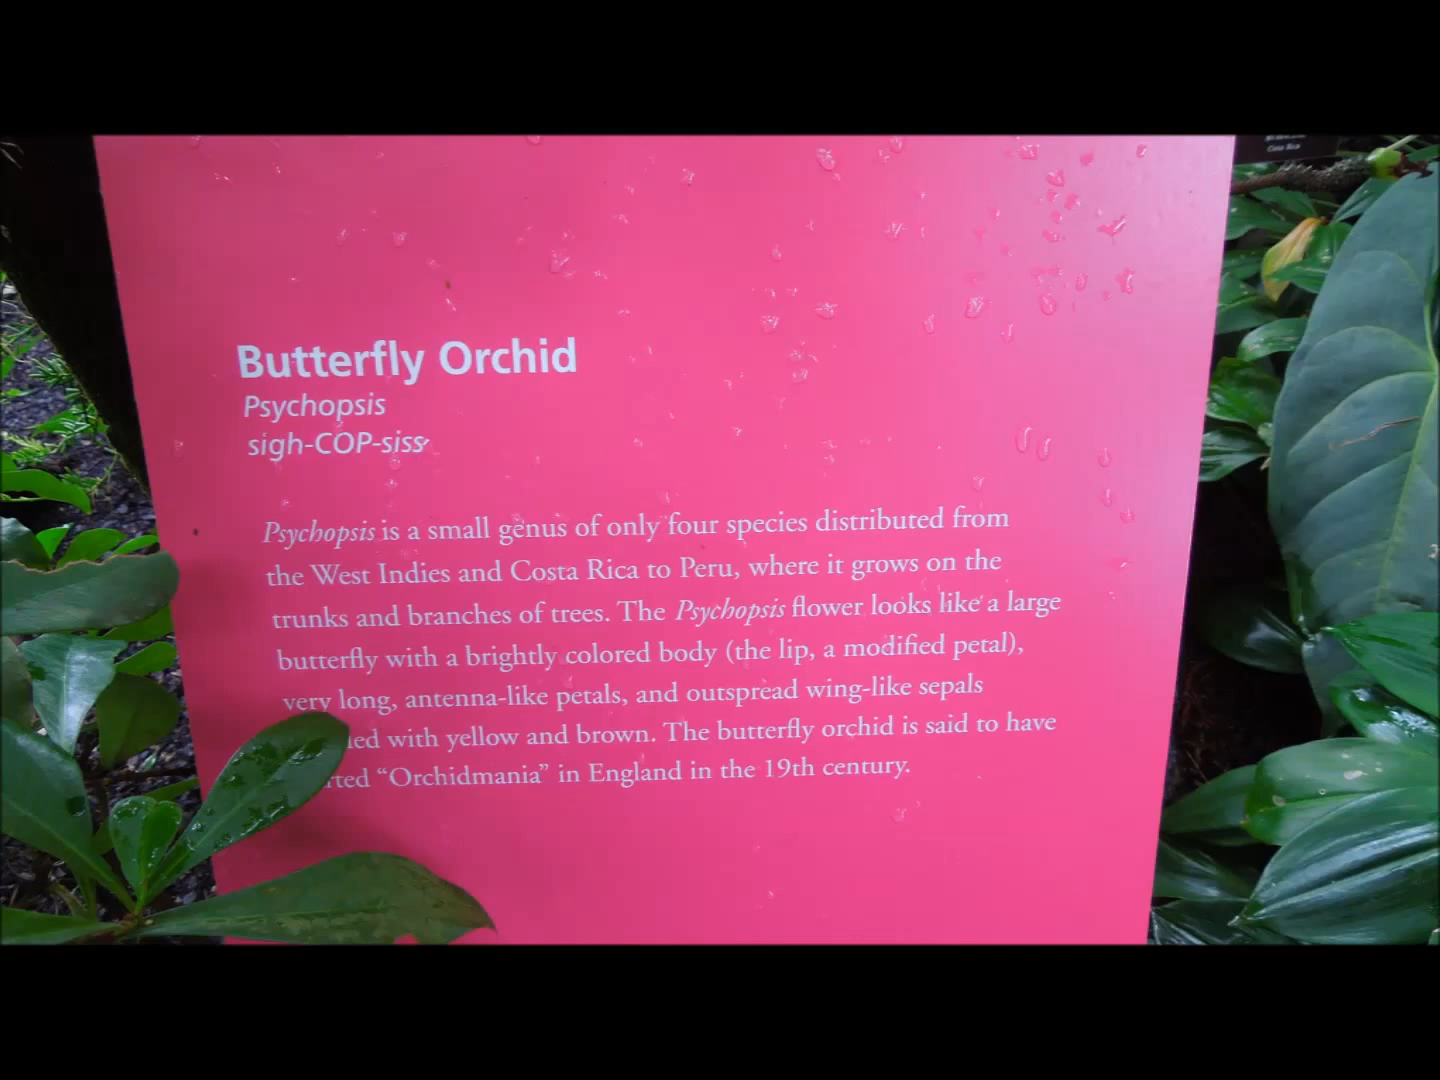 Butterfly Orchid
Psychopsis
sigh-COP-siss
Psychopsis is a small genus of only four species distributed from
the West Indies and Costa Rica to Peru, where it grows on the
trunks and branches of trees. The Psychopsis flower looks like a large
butterfly with a brightly colored body (the lip, a modified petal),
very long, antenna-like petals, and outspread wing-like sepals
with yellow and brown. The butterfly orchid is said to have
“Orchidmania” in England in the 19th century.
Costa Rica